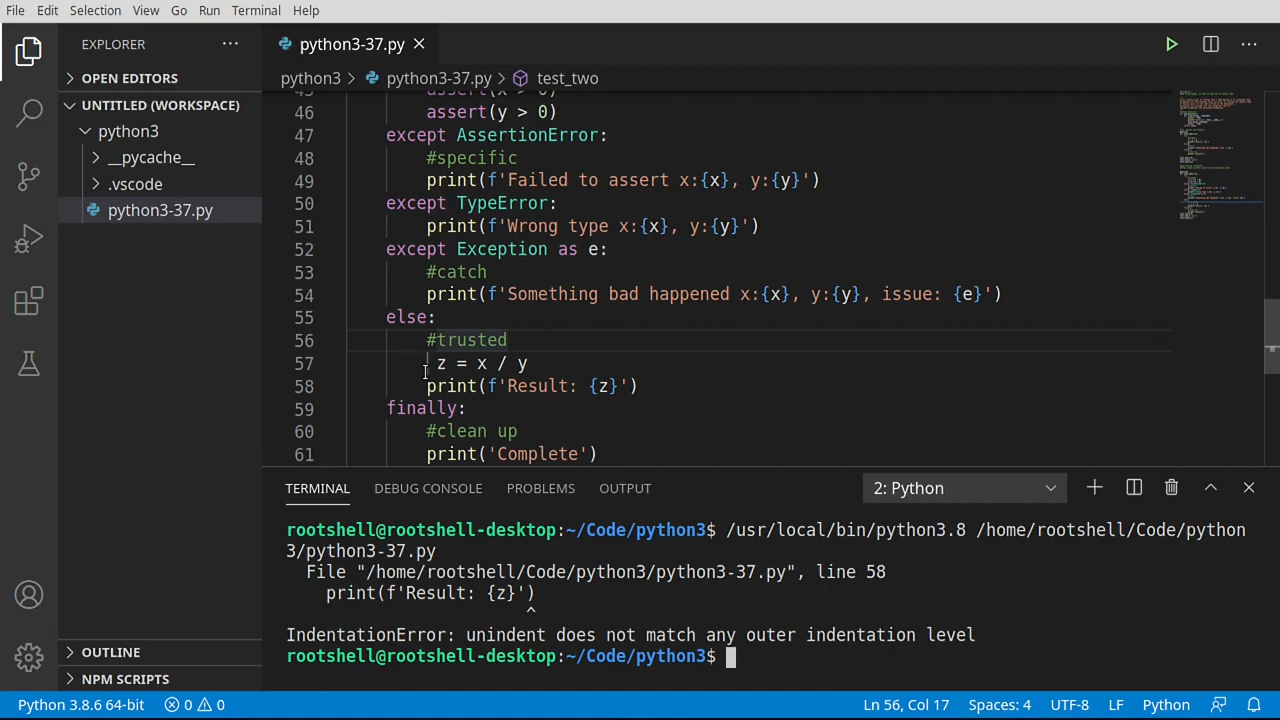 File Edit Selection View Go Run Terminal Help
EXPLORER
OPEN EDITORS
UNTITLED (WORKSPACE)
python3
__pycache__
.vscode
python3-37.py
OUTLINE
NPM SCRIPTS
python3-37.py
python3 python3-37.py test_two
45 assert(x > 0)
46 assert(y > 0)
47 except AssertionError:
48 #specific
49 print(f'Failed to assert x:{x}, y:{y}')
50 except TypeError:
51 print(f'Wrong type x:{x}, y:{y}')
52 except Exception as e:
53 #catch
54 print(f'Something bad happened x:{x}, y:{y}, issue: {e}')
55 else:
56 #trusted
57 z = x / y
58 print(f'Result: {z}')
59 finally:
60 #clean up
61 print('Complete')
TERMINAL DEBUG CONSOLE PROBLEMS OUTPUT 2: Python
rootshell@rootshell-desktop:~/Code/python3$ /usr/local/bin/python3.8 /home/rootshell/Code/python
3/python3-37.py
File "/home/rootshell/Code/python3/python3-37.py", line 58
print(f'Result: {z}')
^
IndentationError: unindent does not match any outer indentation level
rootshell@rootshell-desktop:~/Code/python3$
Python 3.8.6 64-bit 0 0 Ln 56, Col 17 Spaces: 4 UTF-8 LF Python